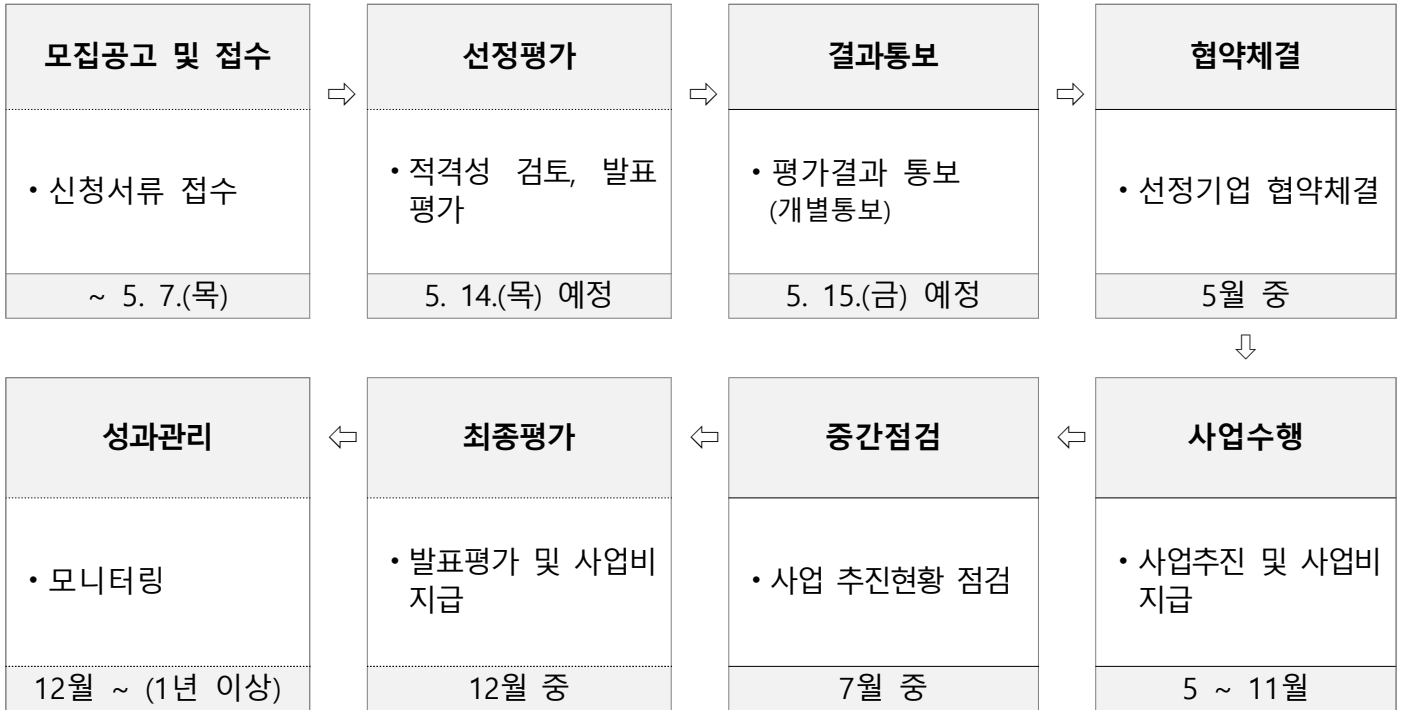 모집공고 및 접수
• 신청서류 접수
~ 5. 7.(목)
⇨
선정평가
• 적격성 검토, 발표
평가
5. 14.(목) 예정
⇨
결과통보
• 평가결과 통보
(개별통보)
5. 15.(금) 예정
⇨
협약체결
• 선정기업 협약체결
5월 중
⇩
사업수행
• 사업추진 및 사업비
지급
5 ~ 11월
⇦
중간점검
• 사업 추진현황 점검
7월 중
⇦
최종평가
• 발표평가 및 사업비
지급
12월 중
⇦
성과관리
• 모니터링
12월 ~ (1년 이상)